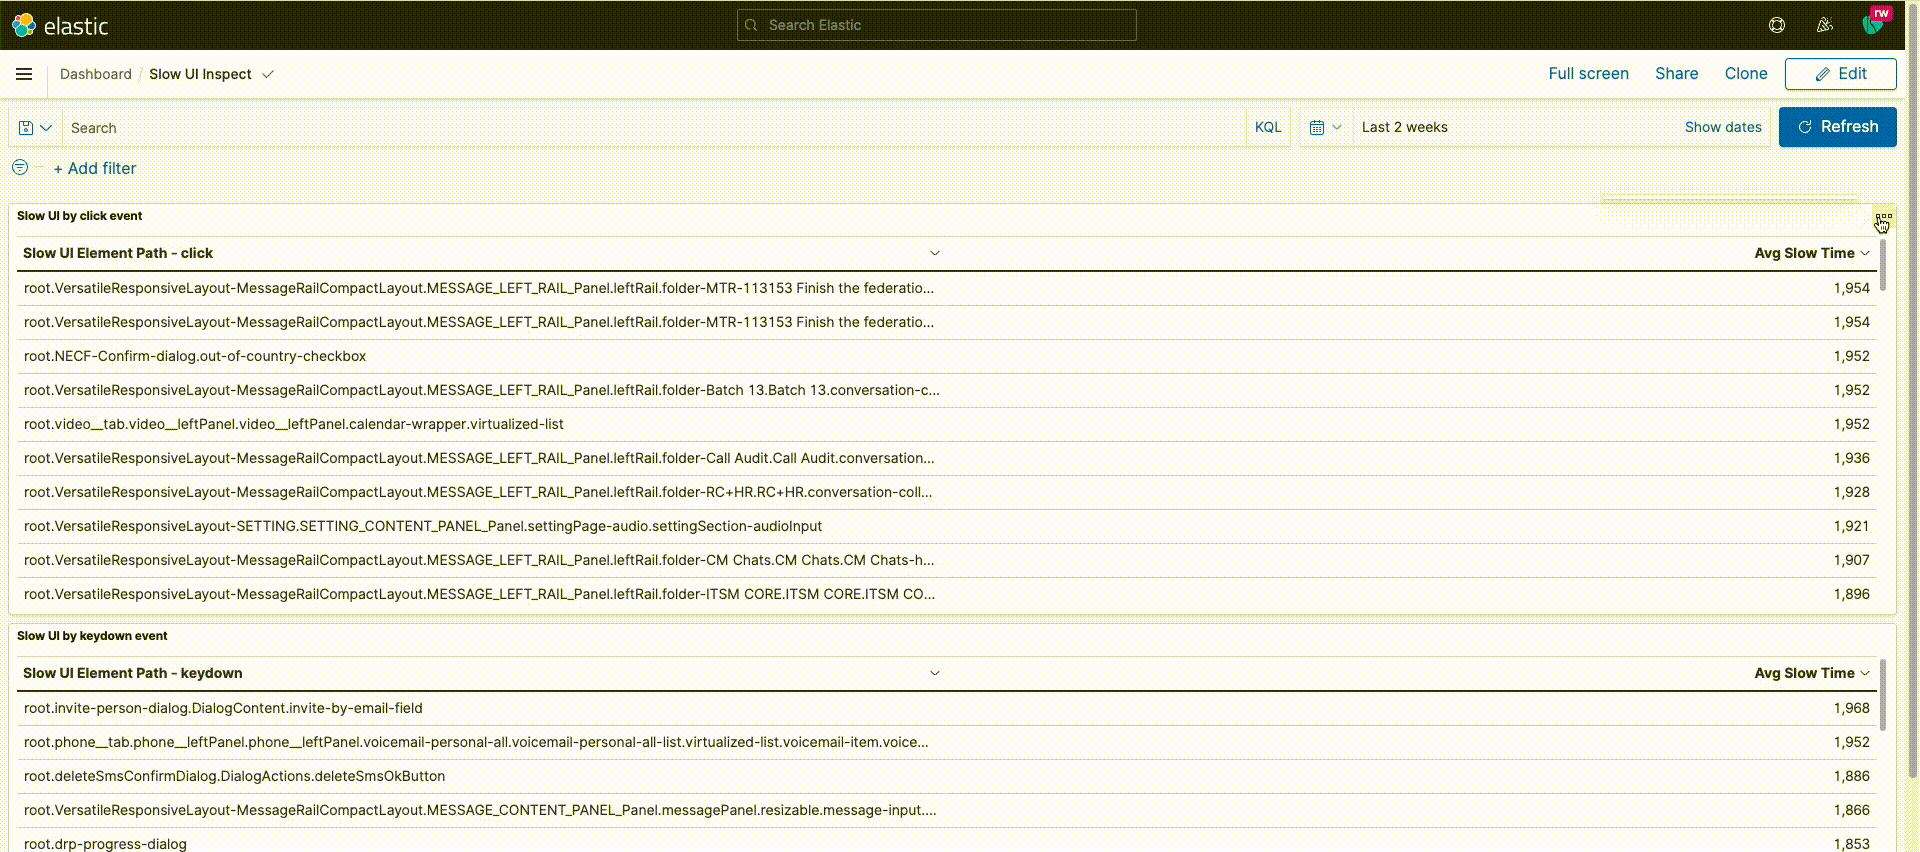 elastic
Search Elastic
rw
Dashboard / Slow UI Inspect
Full screen Share Clone Edit
Search KQL Last 2 weeks Show dates Refresh
+ Add filter
Slow UI by click event
Slow UI Element Path - click Avg Slow Time
root.VersatileResponsiveLayout-MessageRailCompactLayout.MESSAGE_LEFT_RAIL_Panel.leftRail.folder-MTR-113153 Finish the federatio... 1,954
root.VersatileResponsiveLayout-MessageRailCompactLayout.MESSAGE_LEFT_RAIL_Panel.leftRail.folder-MTR-113153 Finish the federatio... 1,954
root.NECF-Confirm-dialog.out-of-country-checkbox 1,952
root.VersatileResponsiveLayout-MessageRailCompactLayout.MESSAGE_LEFT_RAIL_Panel.leftRail.folder-Batch 13.Batch 13.conversation-c... 1,952
root.video__tab.video__leftPanel.video__leftPanel.calendar-wrapper.virtualized-list 1,952
root.VersatileResponsiveLayout-MessageRailCompactLayout.MESSAGE_LEFT_RAIL_Panel.leftRail.folder-Call Audit.Call Audit.conversation... 1,936
root.VersatileResponsiveLayout-MessageRailCompactLayout.MESSAGE_LEFT_RAIL_Panel.leftRail.folder-RC+HR.RC+HR.conversation-coll... 1,928
root.VersatileResponsiveLayout-SETTING.SETTING_CONTENT_PANEL_Panel.settingPage-audio.settingSection-audioInput 1,921
root.VersatileResponsiveLayout-MessageRailCompactLayout.MESSAGE_LEFT_RAIL_Panel.leftRail.folder-CM Chats.CM Chats.CM Chats-h... 1,907
root.VersatileResponsiveLayout-MessageRailCompactLayout.MESSAGE_LEFT_RAIL_Panel.leftRail.folder-ITSM CORE.ITSM CORE.ITSM CO... 1,896
Slow UI by keydown event
Slow UI Element Path - keydown Avg Slow Time
root.invite-person-dialog.DialogContent.invite-by-email-field 1,968
root.phone__tab.phone__leftPanel.phone__leftPanel.voicemail-personal-all.voicemail-personal-all-list.virtualized-list.voicemail-item.voice... 1,952
root.deleteSmsConfirmDialog.DialogActions.deleteSmsOkButton 1,886
root.VersatileResponsiveLayout-MessageRailCompactLayout.MESSAGE_CONTENT_PANEL_Panel.messagePanel.resizable.message-input.... 1,866
root.drp-progress-dialog 1,853